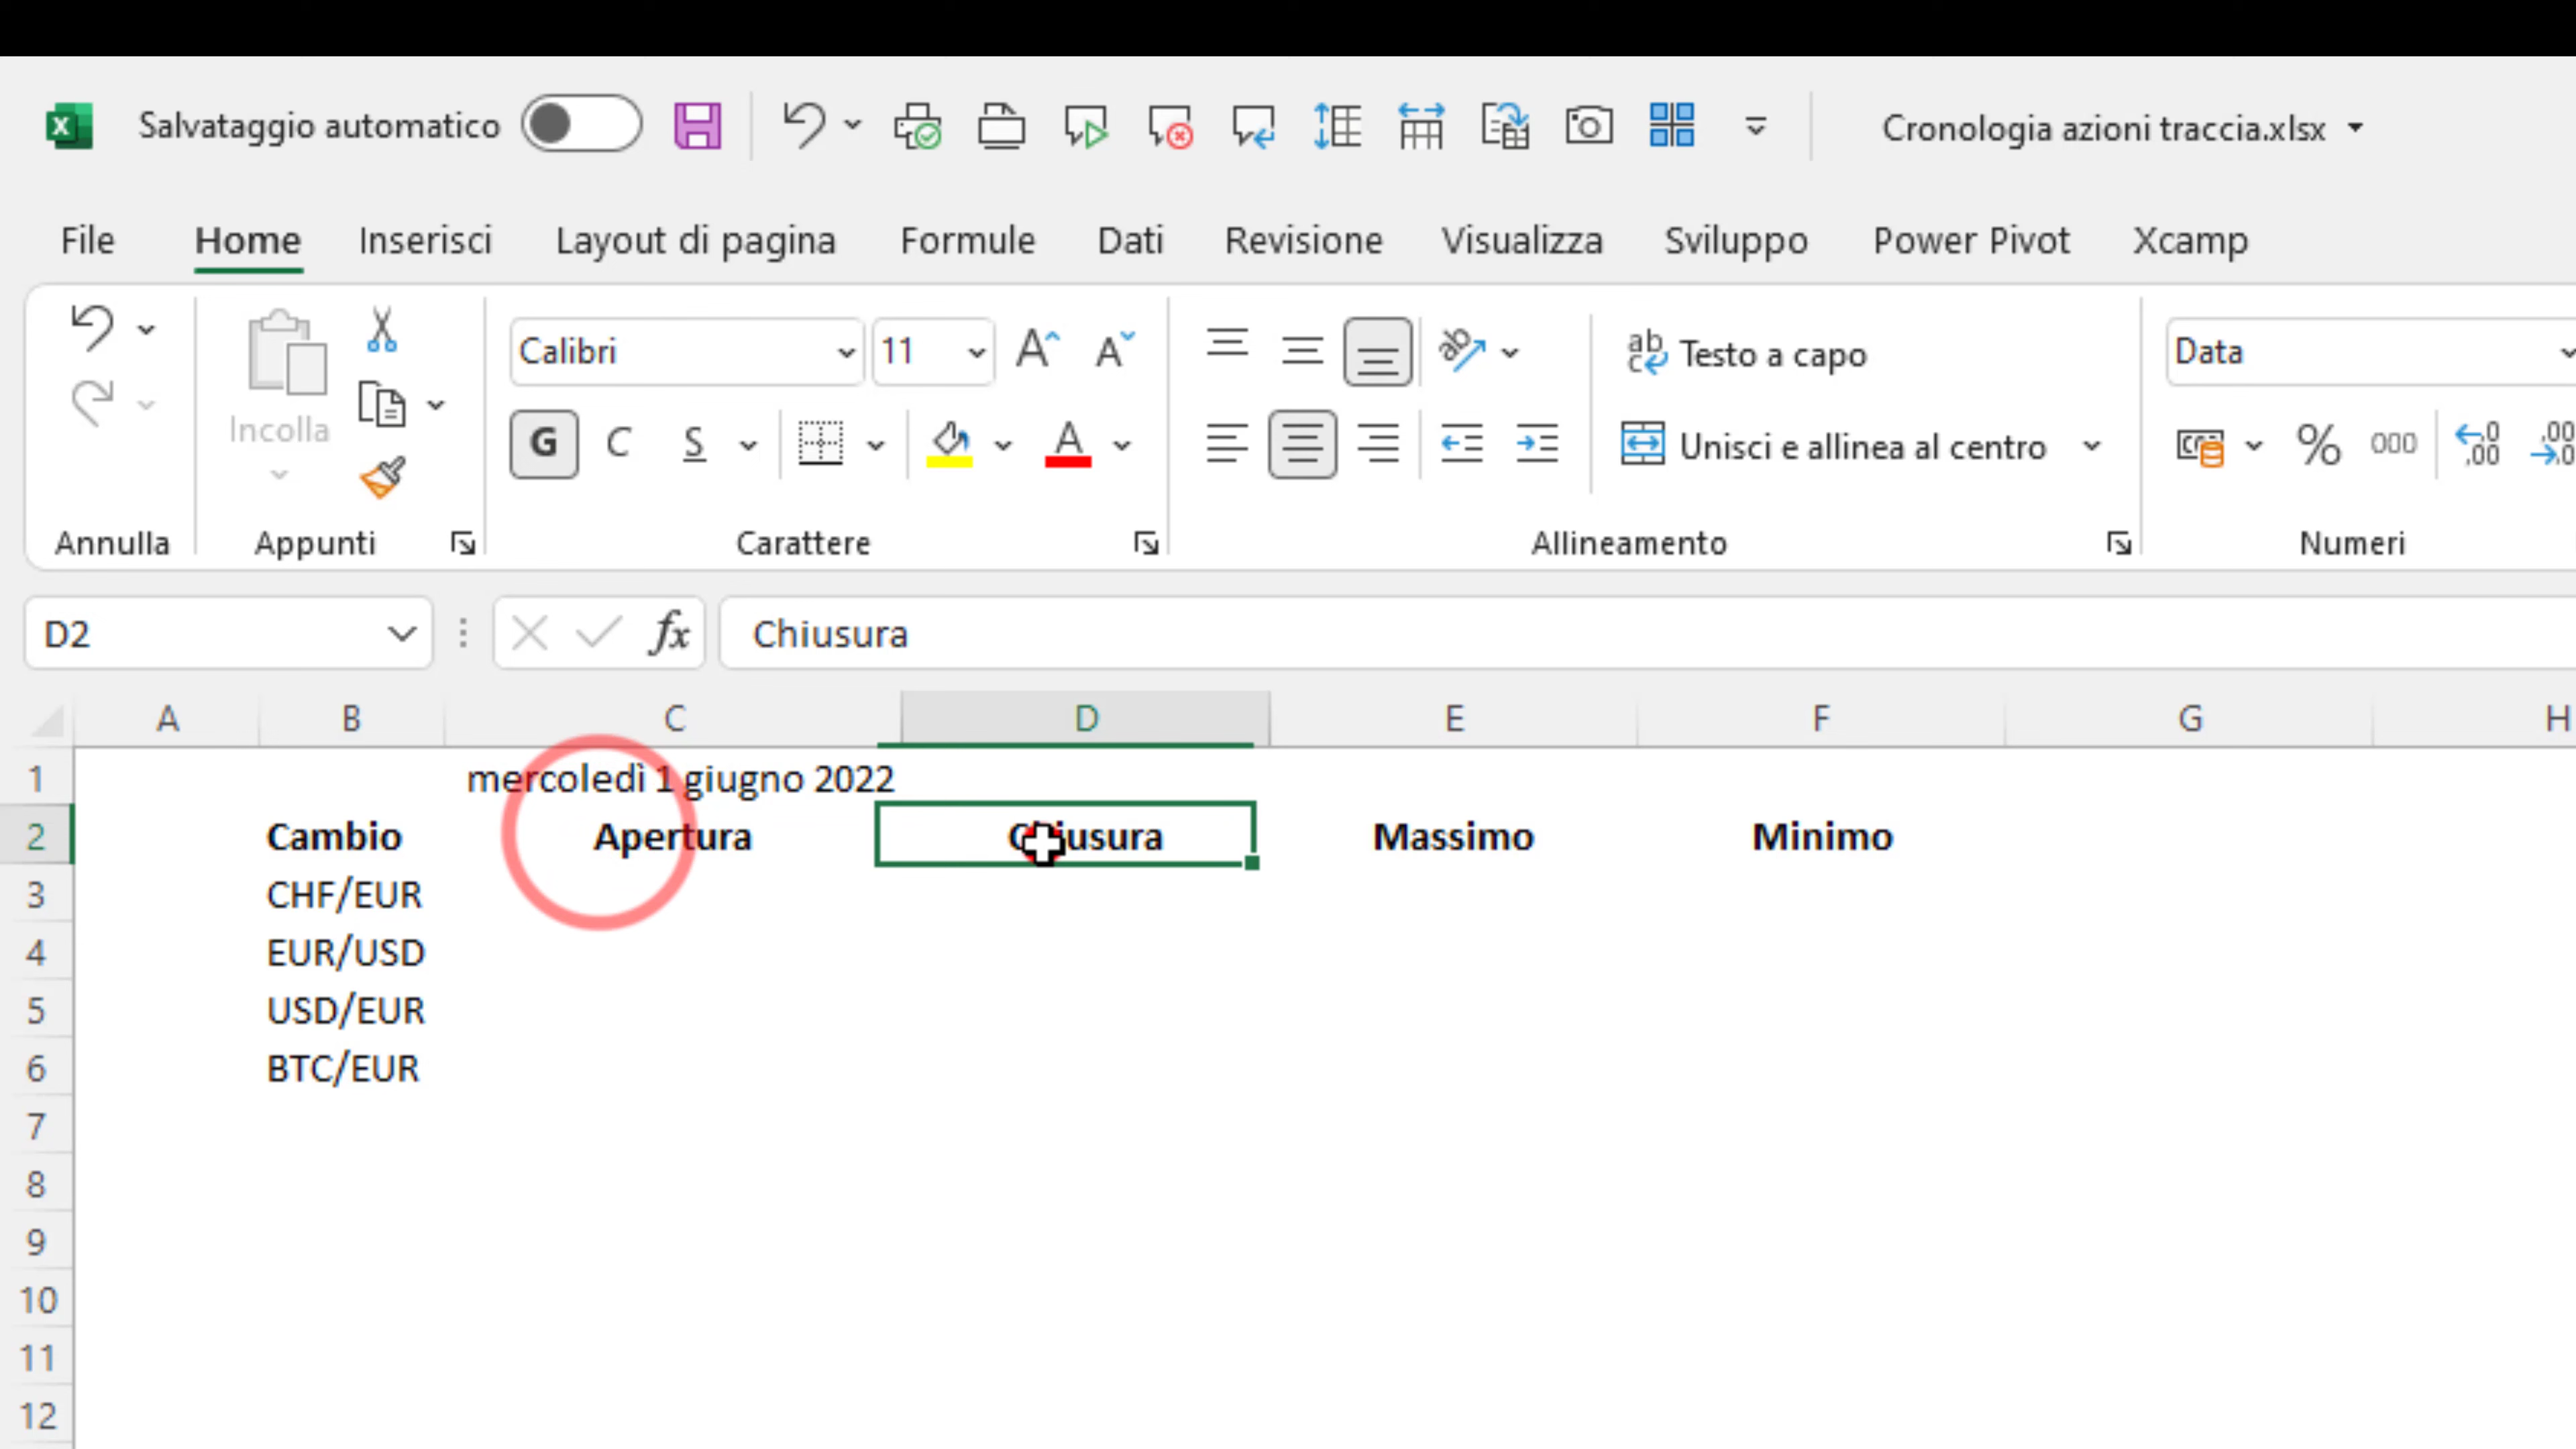 Salvataggio automatico
Cronologia azioni traccia.xlsx
File Home Inserisci Layout di pagina Formule Dati Revisione Visualizza Sviluppo Power Pivot Xcamp
Incolla
Calibri 11
G C S A
ab Testo a capo
Unisci e allinea al centro
Data
% 000
Annulla Appunti Carattere Allineamento Numeri
D2 fx Chiusura
A B C D E F G H
1 mercoledì 1 giugno 2022
2 Cambio Apertura Chiusura Massimo Minimo
3 CHF/EUR
4 EUR/USD
5 USD/EUR
6 BTC/EUR
7
8
9
10
11
12